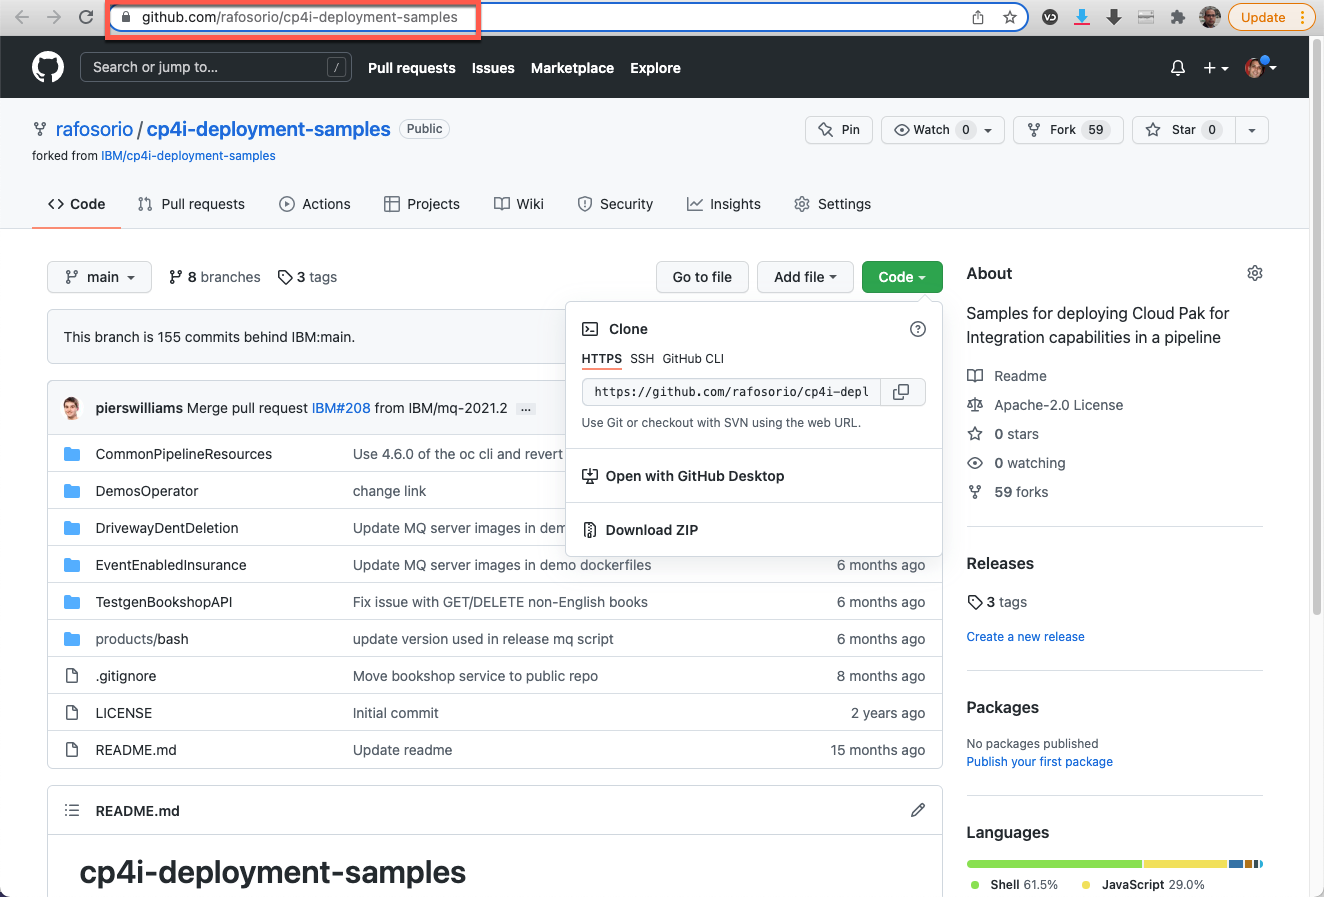 github.com/rafosorio/cp4i-deployment-samples
Update
Search or jump to... /
Pull requests Issues Marketplace Explore
rafosorio / cp4i-deployment-samples Public
Pin Watch 0 Fork 59 Star 0
forked from IBM/cp4i-deployment-samples
Code Pull requests Actions Projects Wiki Security Insights Settings
main 8 branches 3 tags
Go to file Add file Code
This branch is 155 commits behind IBM:main.
Clone
HTTPS SSH GitHub CLI
https://github.com/rafosorio/cp4i-depl
Use Git or checkout with SVN using the web URL.
Open with GitHub Desktop
Download ZIP
pierswilliams Merge pull request IBM#208 from IBM/mq-2021.2 ...
CommonPipelineResources Use 4.6.0 of the oc cli and revert
DemosOperator change link
DrivewayDentDeletion Update MQ server images in dem
EventEnabledInsurance Update MQ server images in demo dockerfiles 6 months ago
TestgenBookshopAPI Fix issue with GET/DELETE non-English books 6 months ago
products/bash update version used in release mq script 6 months ago
.gitignore Move bookshop service to public repo 8 months ago
LICENSE Initial commit 2 years ago
README.md Update readme 15 months ago
README.md
cp4i-deployment-samples
About
Samples for deploying Cloud Pak for
Integration capabilities in a pipeline
Readme
Apache-2.0 License
0 stars
0 watching
59 forks
Releases
3 tags
Create a new release
Packages
No packages published
Publish your first package
Languages
Shell 61.5% JavaScript 29.0%